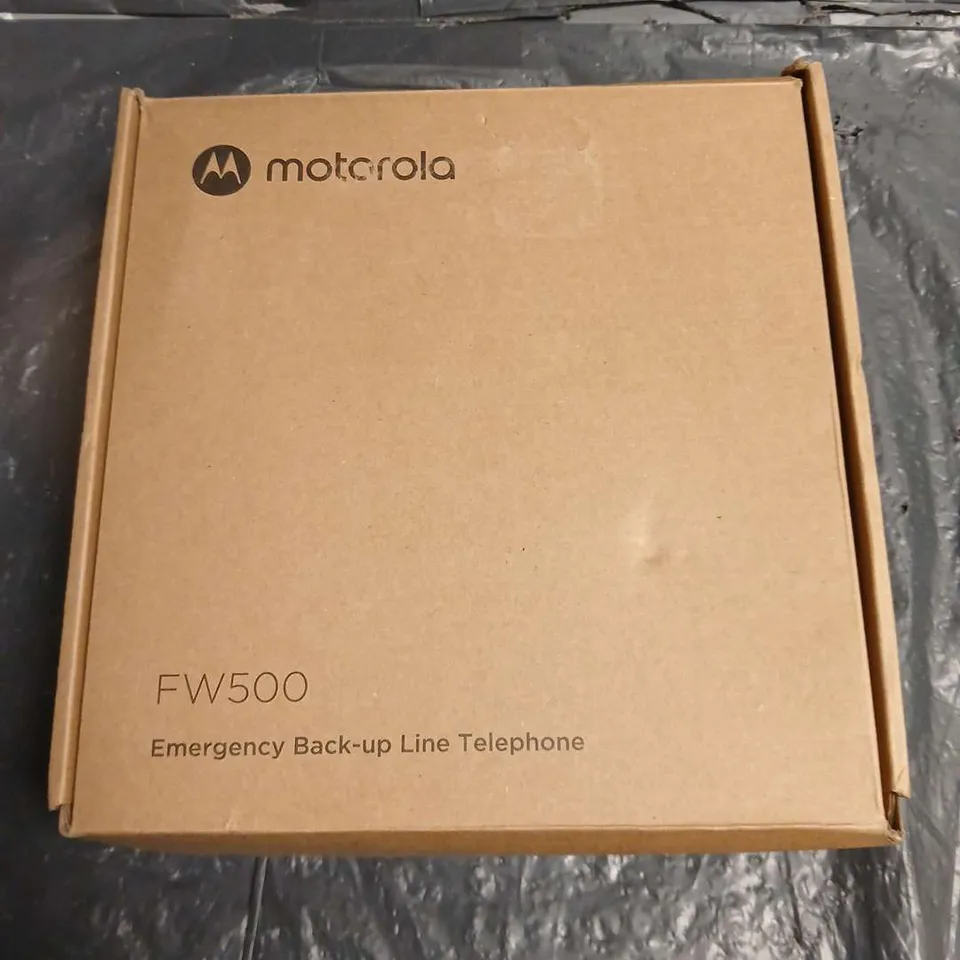 motorola
FW500
Emergency Back-up Line Telephone